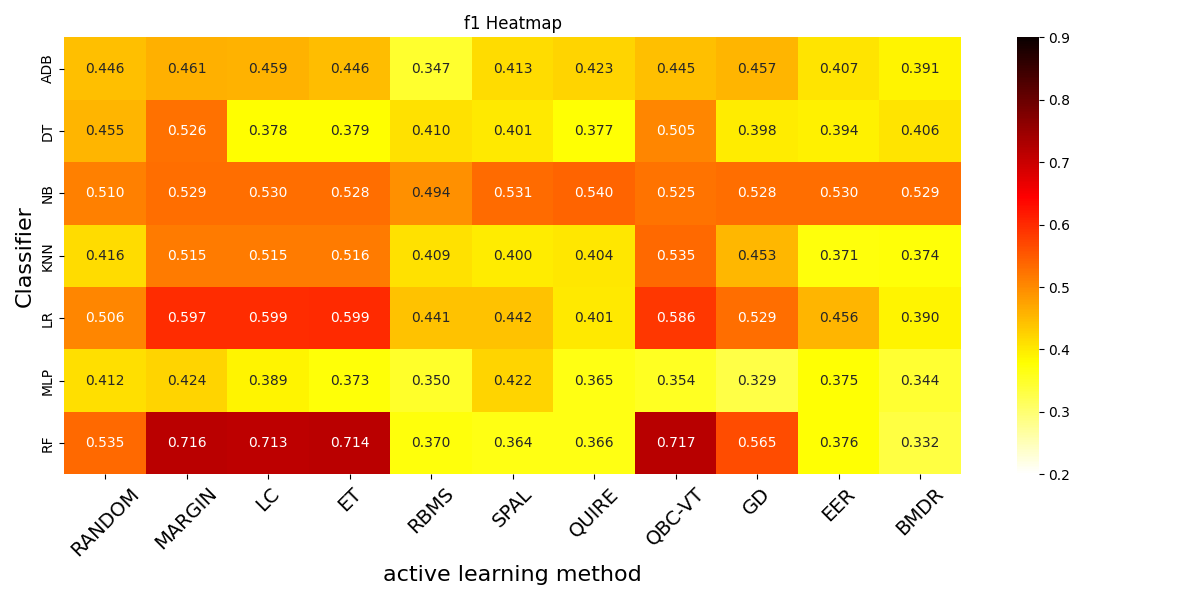 f1 Heatmap
Classifier
ADB 0.446 0.461 0.459 0.446 0.347 0.413 0.423 0.445 0.457 0.407 0.391
DT 0.455 0.526 0.378 0.379 0.410 0.401 0.377 0.505 0.398 0.394 0.406
NB 0.510 0.529 0.530 0.528 0.494 0.531 0.540 0.525 0.528 0.530 0.529
KNN 0.416 0.515 0.515 0.516 0.409 0.400 0.404 0.535 0.453 0.371 0.374
LR 0.506 0.597 0.599 0.599 0.441 0.442 0.401 0.586 0.529 0.456 0.390
MLP 0.412 0.424 0.389 0.373 0.350 0.422 0.365 0.354 0.329 0.375 0.344
RF 0.535 0.716 0.713 0.714 0.370 0.364 0.366 0.717 0.565 0.376 0.332
RANDOM MARGIN LC ET RBMS SPAL QUIRE QBC-VT GD EER BMDR
active learning method
0.9
0.8
0.7
0.6
0.5
0.4
0.3
0.2